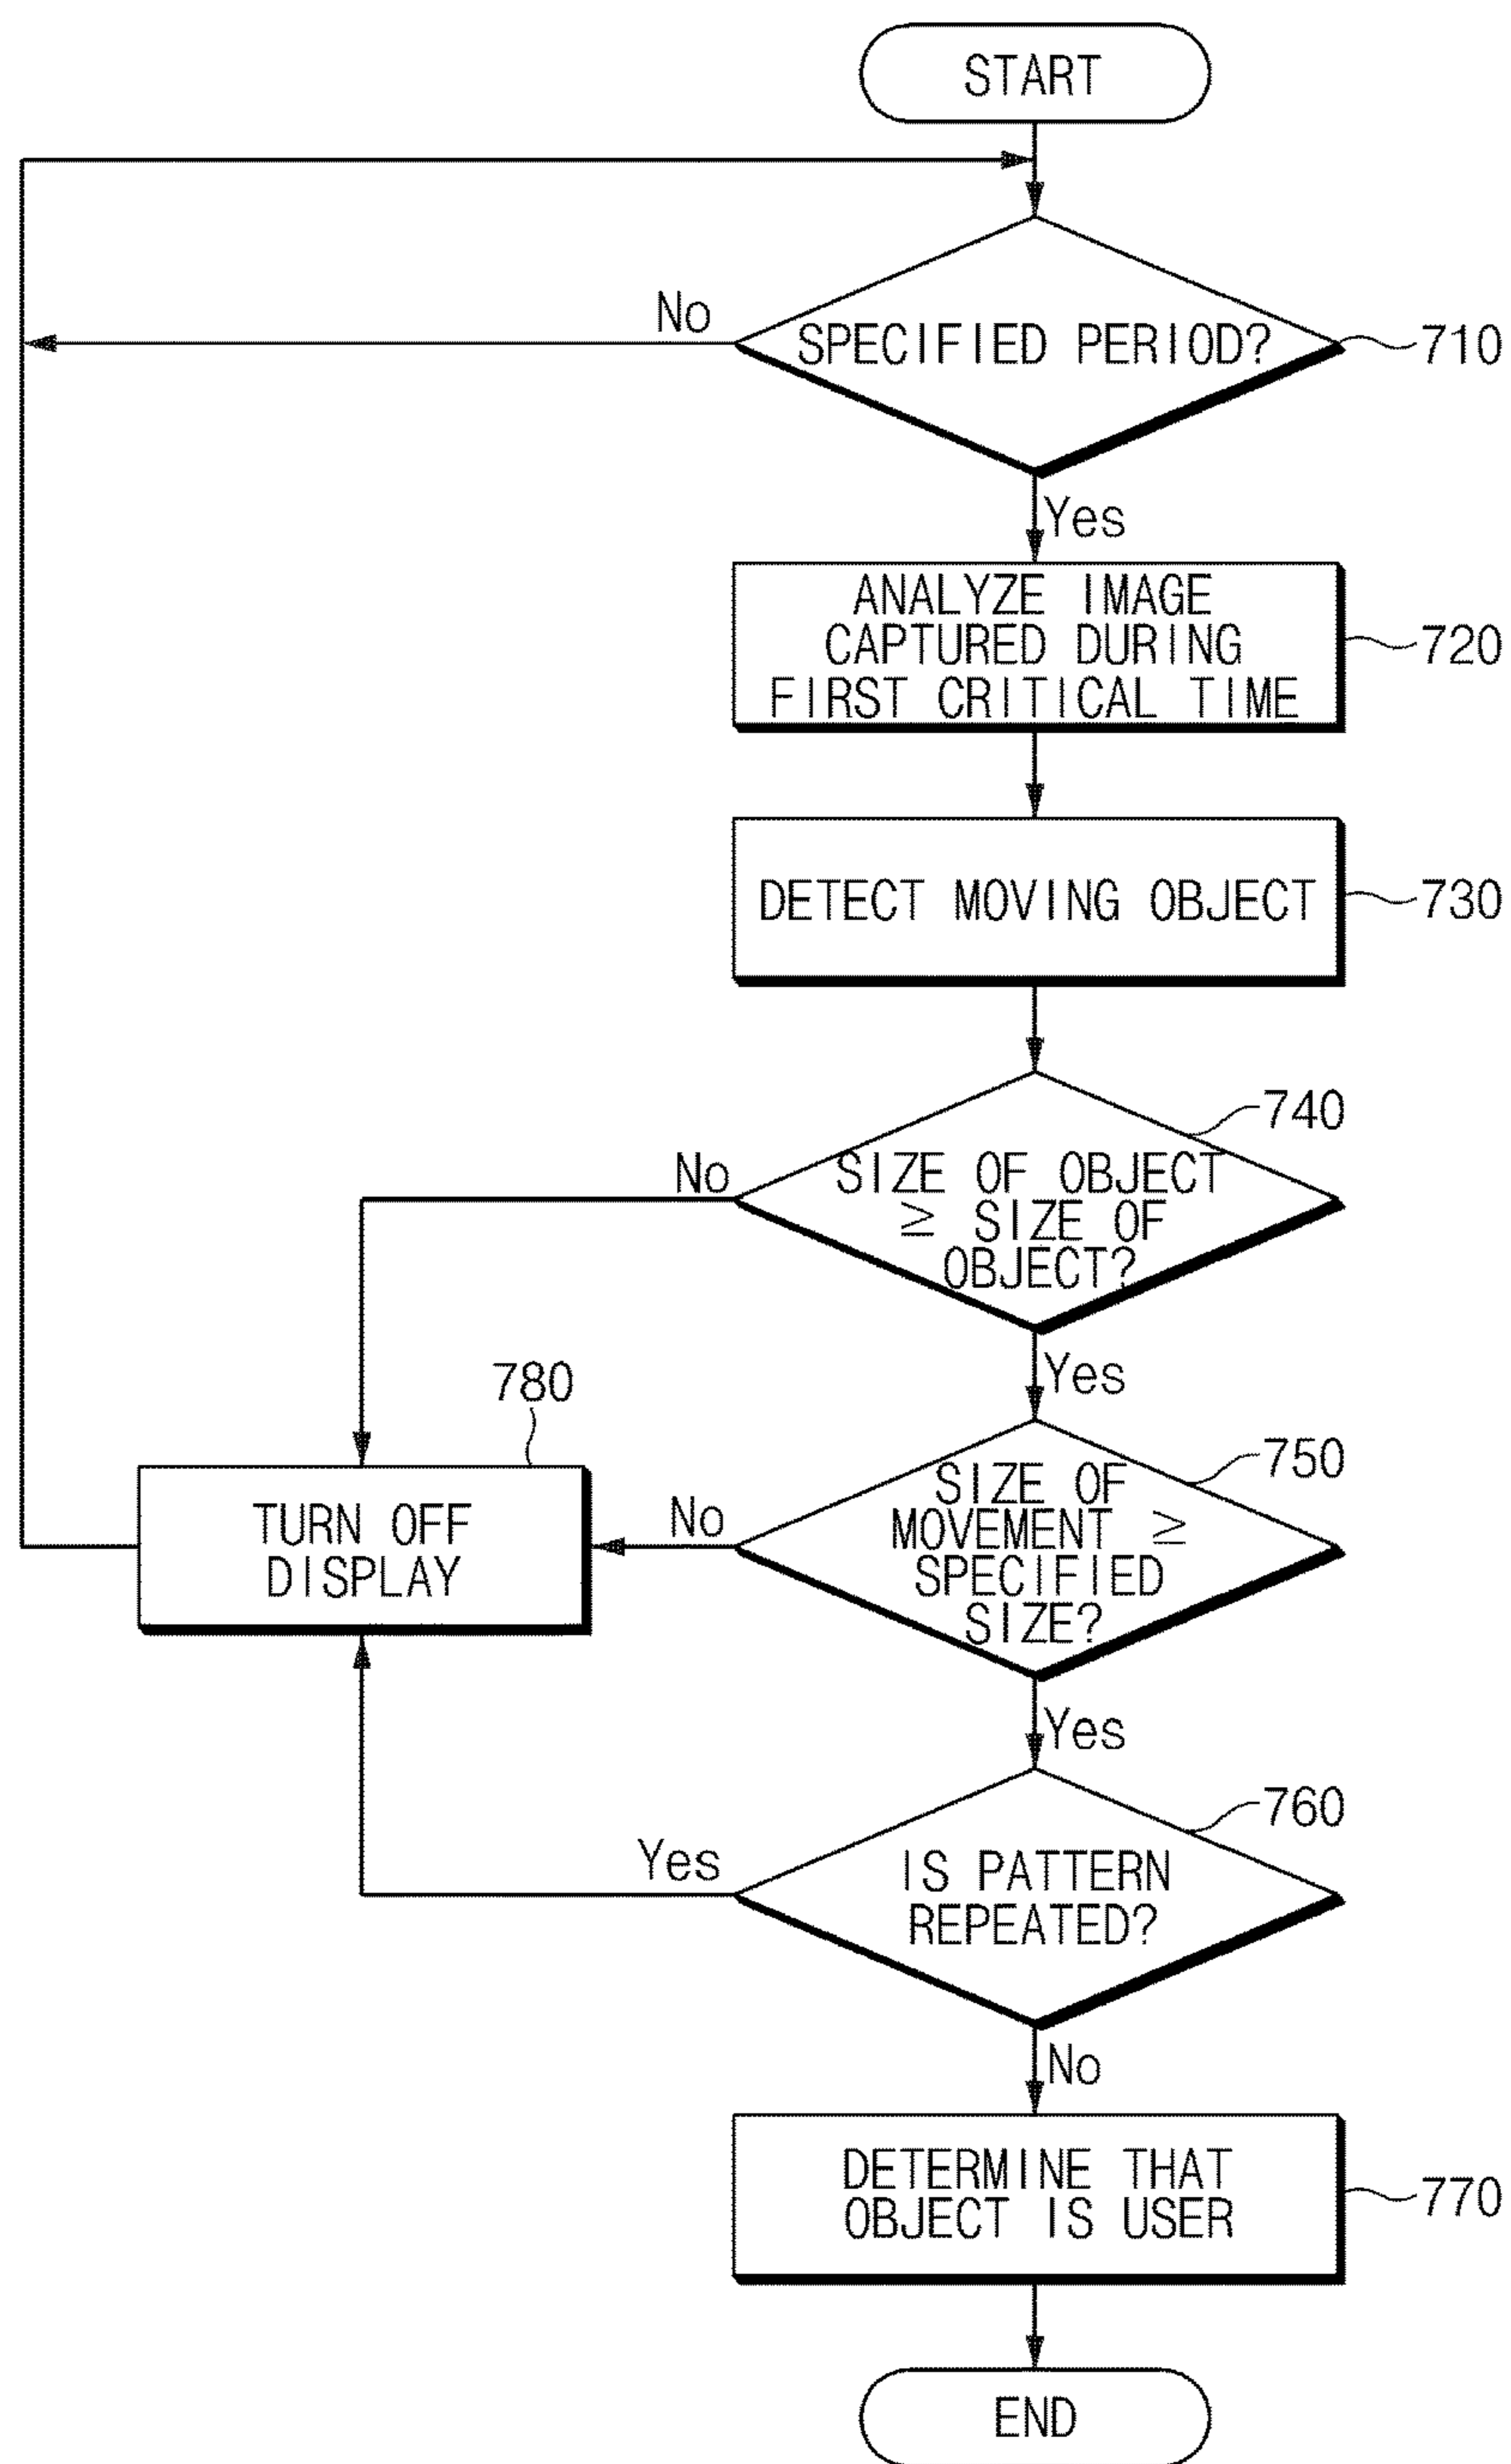 START
No
SPECIFIED PERIOD?
710
Yes
ANALYZE IMAGE
CAPTURED DURING
FIRST CRITICAL TIME
720
DETECT MOVING OBJECT
730
740
No
SIZE OF OBJECT
≥ SIZE OF
OBJECT?
Yes
780
750
TURN OFF
DISPLAY
No
SIZE OF
MOVEMENT ≥
SPECIFIED
SIZE?
Yes
760
Yes
IS PATTERN
REPEATED?
No
DETERMINE THAT
OBJECT IS USER
770
END